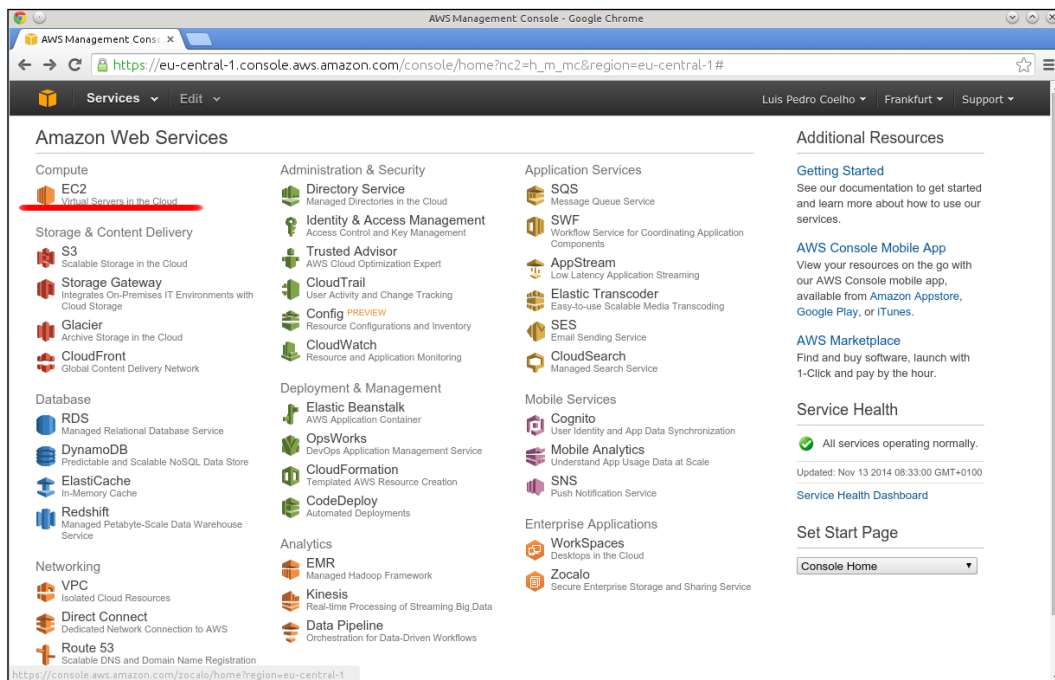 AWS Management Console - Google Chrome
AWS Management Consc
https://eu-central-1.console.aws.amazon.com/console/home?nc2=h_m_mc&region=eu-central-1#
Services Edit Luis Pedro Coelho Frankfurt Support
Amazon Web Services
Compute
EC2
Virtual Servers in the Cloud
Storage & Content Delivery
S3
Scalable Storage in the Cloud
Storage Gateway
Integrates On-Premises IT Environments with
Cloud Storage
Glacier
Archive Storage in the Cloud
CloudFront
Global Content Delivery Network
Database
RDS
Managed Relational Database Service
DynamoDB
Predictable and Scalable NoSQL Data Store
ElastiCache
In-Memory Cache
Redshift
Managed Petabyte-Scale Data Warehouse
Service
Networking
VPC
Isolated Cloud Resources
Direct Connect
Dedicated Network Connection to AWS
Route 53
Scalable DNS and Domain Name Registration
Administration & Security
Directory Service
Managed Directories in the Cloud
Identity & Access Management
Access Control and Key Management
Trusted Advisor
AWS Cloud Optimization Expert
CloudTrail
User Activity and Change Tracking
Config PREVIEW
Resource Configurations and Inventory
CloudWatch
Resource and Application Monitoring
Deployment & Management
Elastic Beanstalk
AWS Application Container
OpsWorks
DevOps Application Management Service
CloudFormation
Templated AWS Resource Creation
CodeDeploy
Automated Deployments
Analytics
EMR
Managed Hadoop Framework
Kinesis
Real-time Processing of Streaming Big Data
Data Pipeline
Orchestration for Data-Driven Workflows
Application Services
SQS
Message Queue Service
SWF
Workflow Service for Coordinating Application
Components
AppStream
Low Latency Application Streaming
Elastic Transcoder
Easy-to-use Scalable Media Transcoding
SES
Email Sending Service
CloudSearch
Managed Search Service
Mobile Services
Cognito
User Identity and App Data Synchronization
Mobile Analytics
Understand App Usage Data at Scale
SNS
Push Notification Service
Enterprise Applications
WorkSpaces
Desktops in the Cloud
Zocalo
Secure Enterprise Storage and Sharing Service
Additional Resources
Getting Started
See our documentation to get started
and learn more about how to use our
services.
AWS Console Mobile App
View your resources on the go with
our AWS Console mobile app,
available from Amazon Appstore,
Google Play, or iTunes.
AWS Marketplace
Find and buy software, launch with
1-Click and pay by the hour.
Service Health
All services operating normally.
Updated: Nov 13 2014 08:33:00 GMT+0100
Service Health Dashboard
Set Start Page
Console Home
https://console.aws.amazon.com/zocalo/home?region=eu-central-1